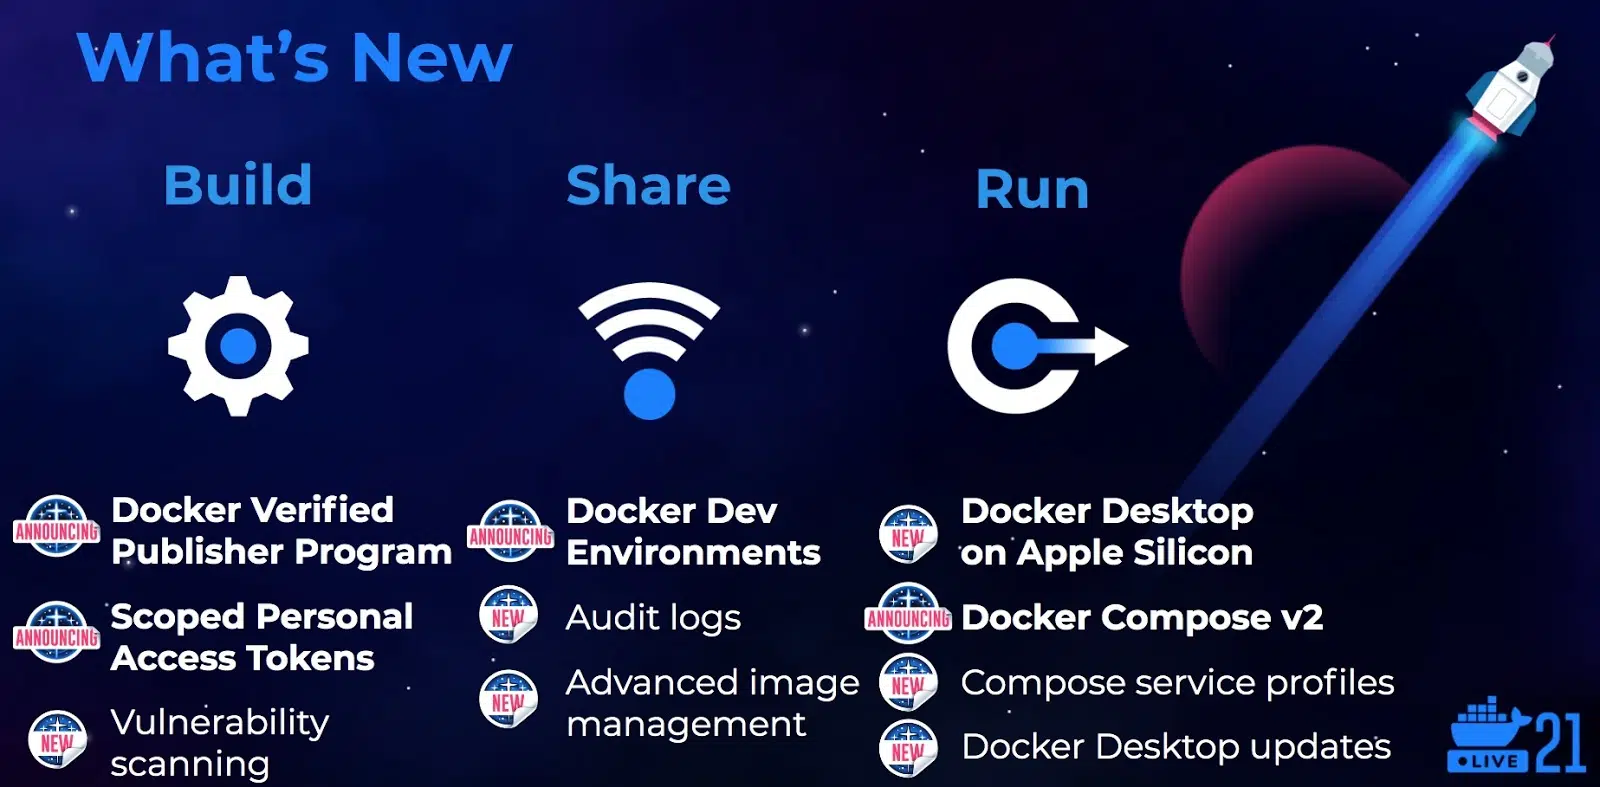 What's New
Build
ANNOUNCING
Docker Verified
Publisher Program
ANNOUNCING
Scoped Personal
Access Tokens
NEW
Vulnerability
scanning
Share
ANNOUNCING
Docker Dev
Environments
NEW
Audit logs
NEW
Advanced image
management
Run
NEW
Docker Desktop
on Apple Silicon
ANNOUNCING
Docker Compose v2
NEW
Compose service profiles
NEW
Docker Desktop updates
LIVE 21